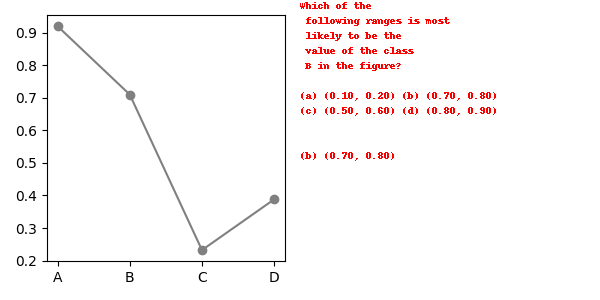 0.9
0.8
0.7
0.6
0.5
0.4
0.3
0.2
A B C D
Which of the
following ranges is most
likely to be the
value of the class
B in the figure?
(a) (0.10, 0.20) (b) (0.70, 0.80)
(c) (0.50, 0.60) (d) (0.80, 0.90)
(b) (0.70, 0.80)